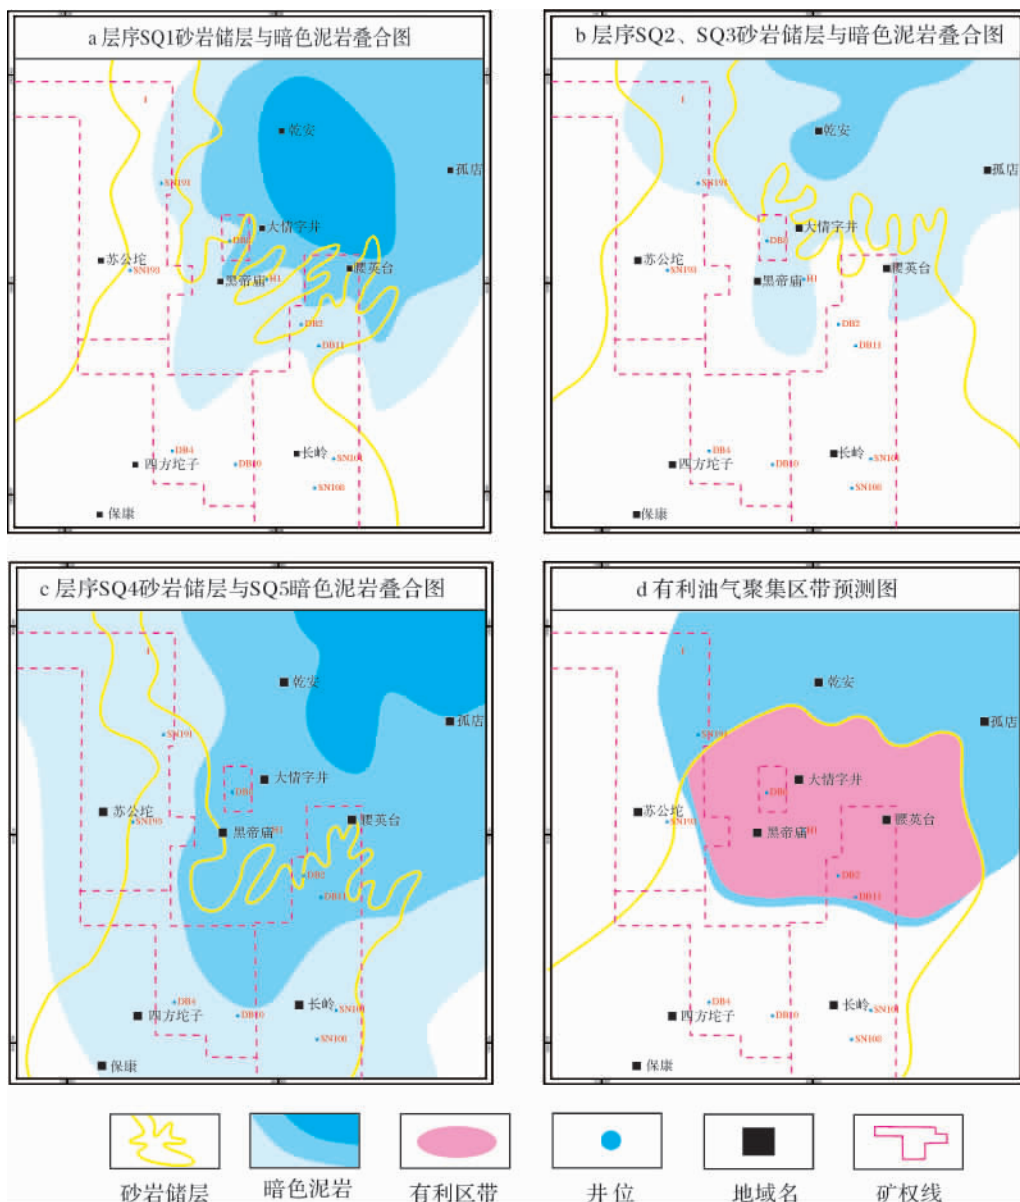 a 层序SQ1砂岩储层与暗色泥岩叠合图
乾安
孤店
SN191
大情字井
DB1
苏公坨
SN193
黑帝庙
H1
腰英台
DB2
DB11
DB4
四方坨子
DB10
长岭
SN101
SN100
保康
b 层序SQ2、SQ3砂岩储层与暗色泥岩叠合图
乾安
孤店
SN191
大情字井
苏公坨
SN193
黑帝庙
H1
腰英台
DB2
DB11
DB4
四方坨子
DB10
长岭
SN100
保康
c 层序SQ4砂岩储层与SQ5暗色泥岩叠合图
乾安
孤店
SN191
大情字井
苏公坨
SN193
黑帝庙
腰英台
DB2
DB11
DB4
四方坨子
DB10
长岭
SN101
SN100
保康
d 有利油气聚集区带预测图
乾安
孤店
SN191
大情字井
苏公坨
SN193
黑帝庙
H1
腰英台
DB2
DB11
DB4
四方坨子
DB10
长岭
SN101
SN100
保康
砂岩储层
暗色泥岩
有利区带
井位
地域名
矿权线